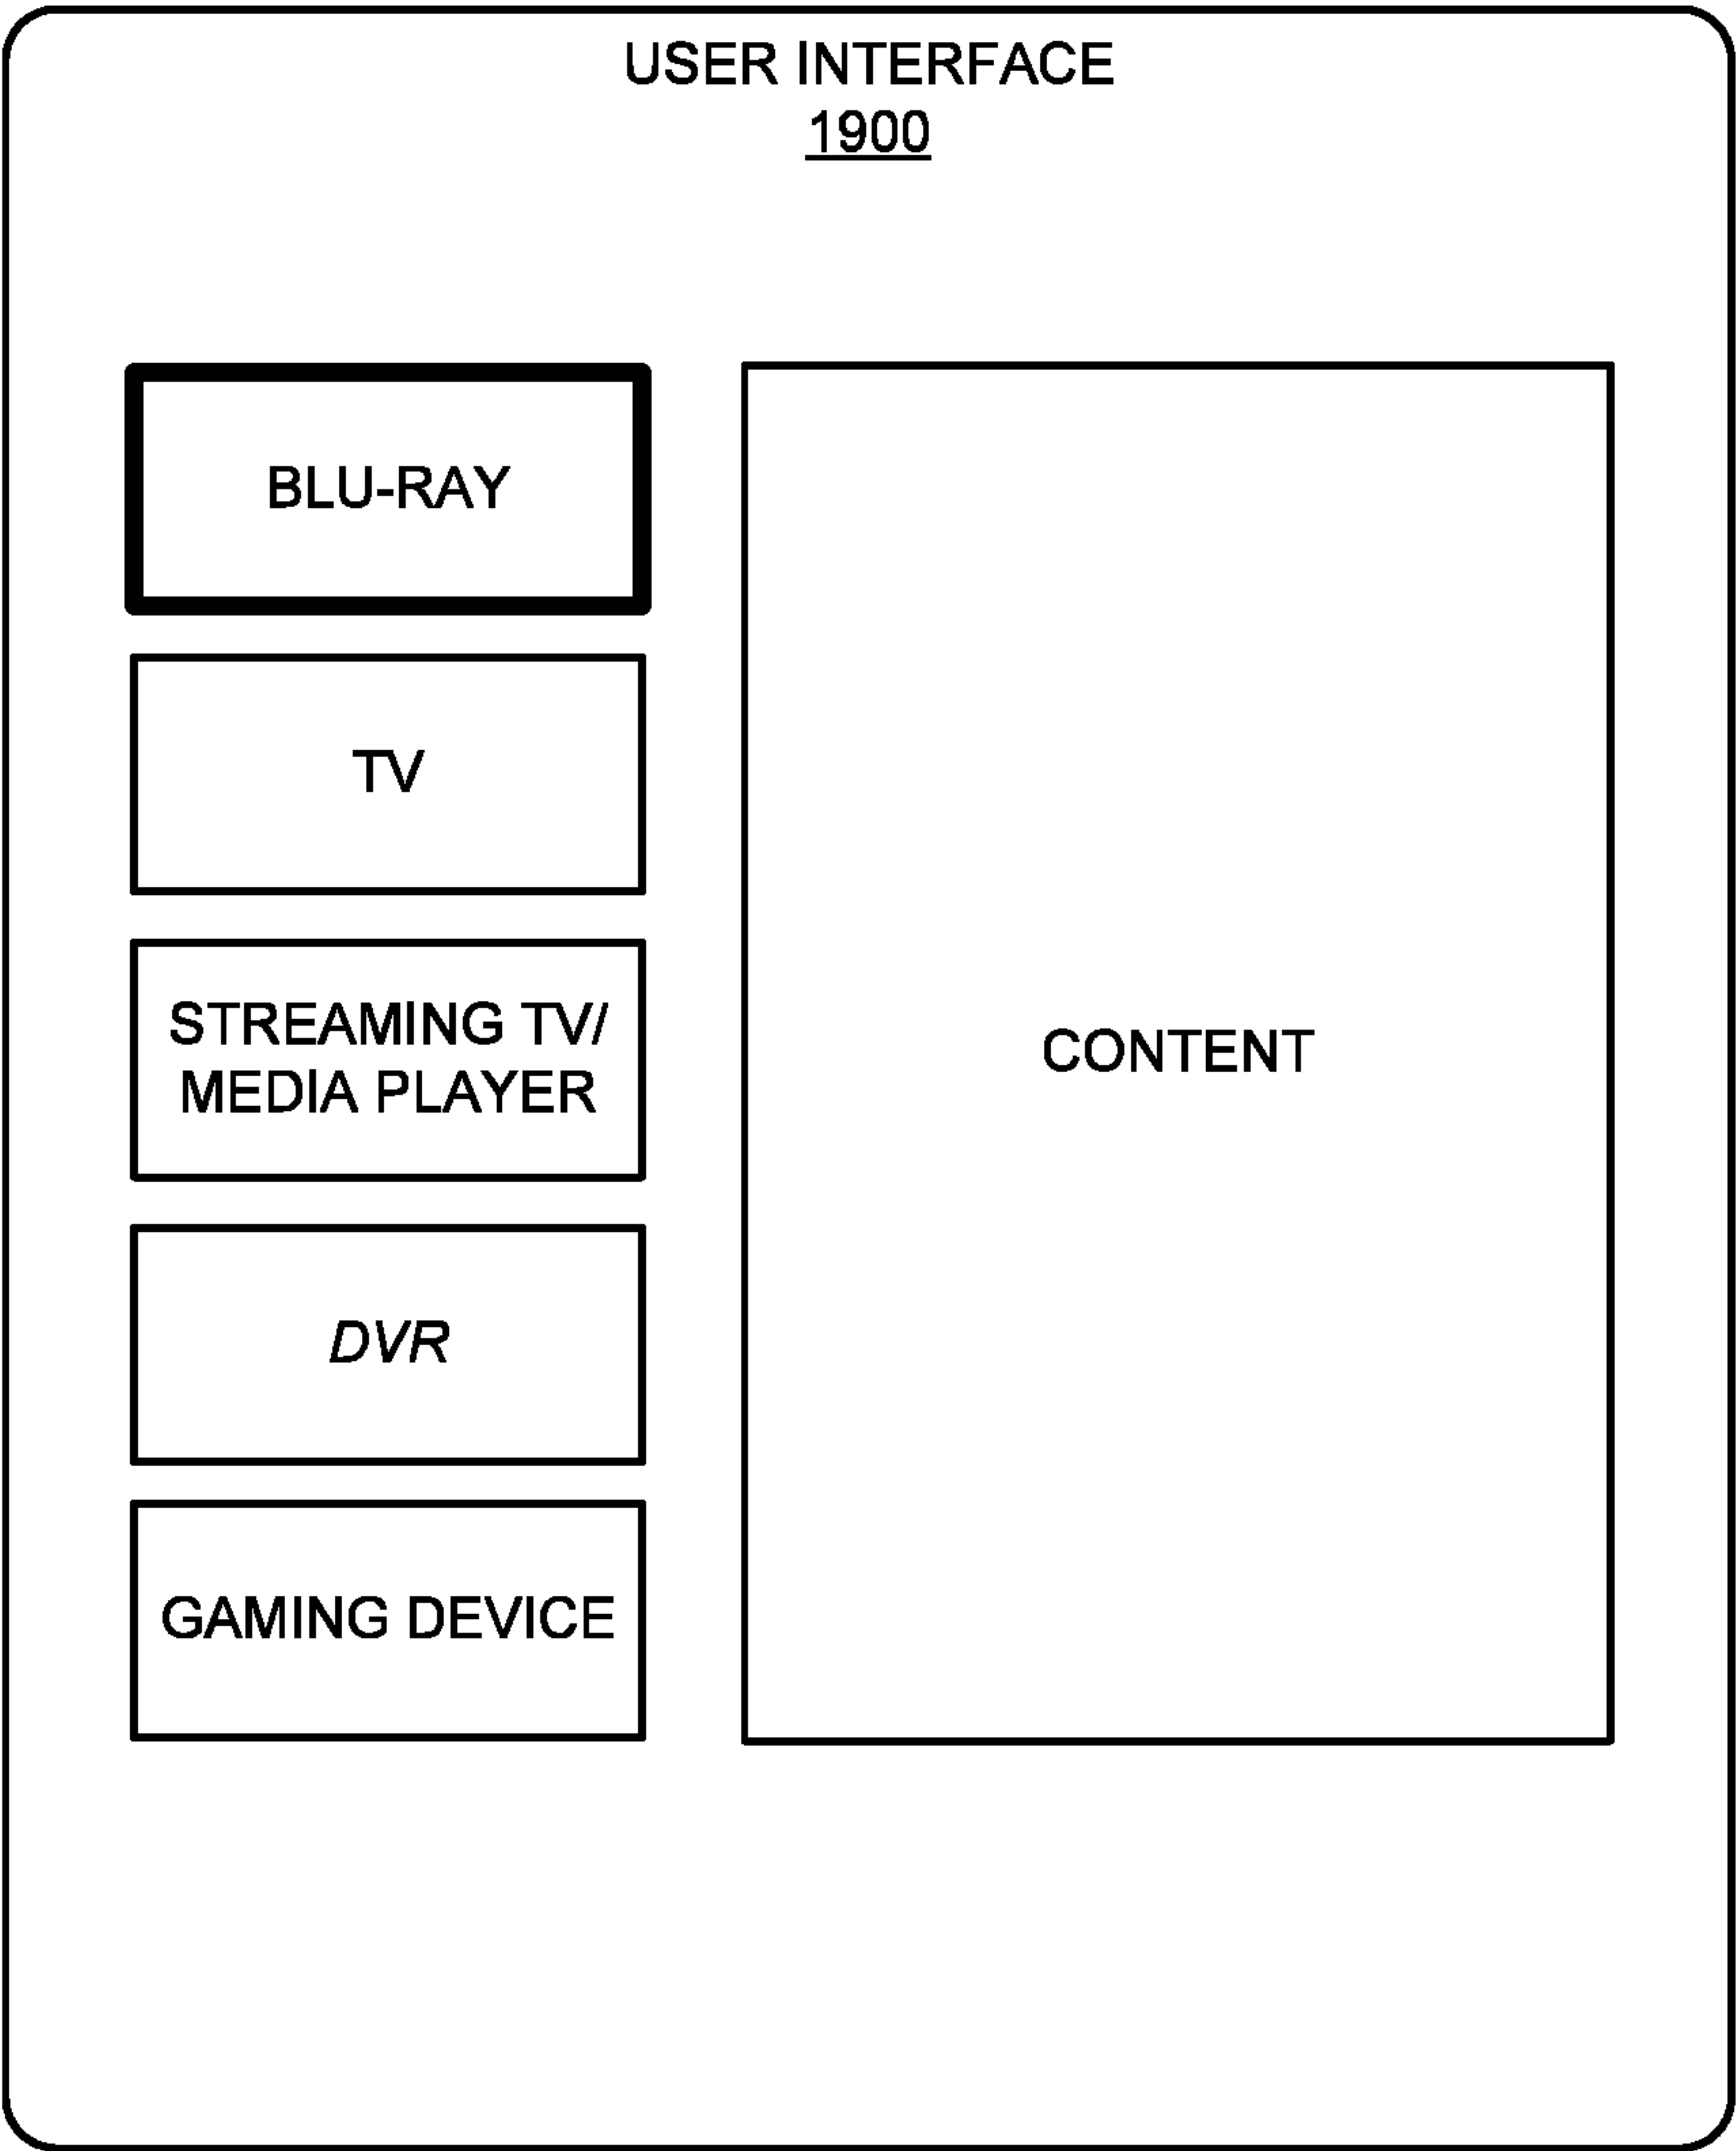 USER INTERFACE
1900
BLU-RAY
TV
STREAMING TV/
MEDIA PLAYER
DVR
GAMING DEVICE
CONTENT